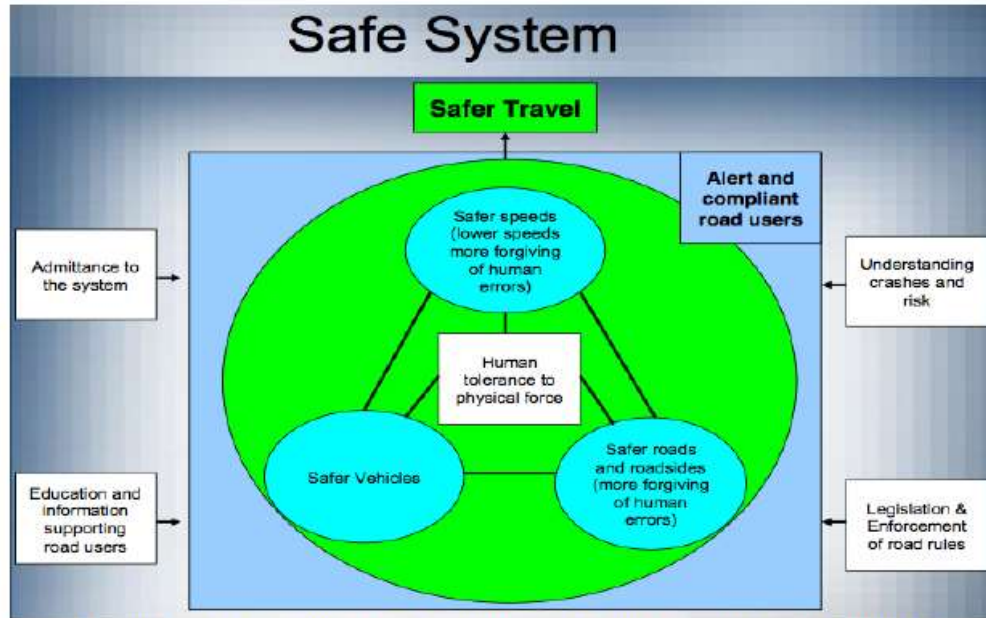 Safe System
Safer Travel
Alert and
compliant
road users
Safer speeds
(lower speeds
more forgiving
of human
errors)
Admittance to
the system
Understanding
crashes and
risk
Human
tolerance to
physical force
Safer Vehicles
Safer roads
and roadsides
(more forgiving
of human
errors)
Education and
information
supporting
road users
Legislation &
Enforcement
of road rules